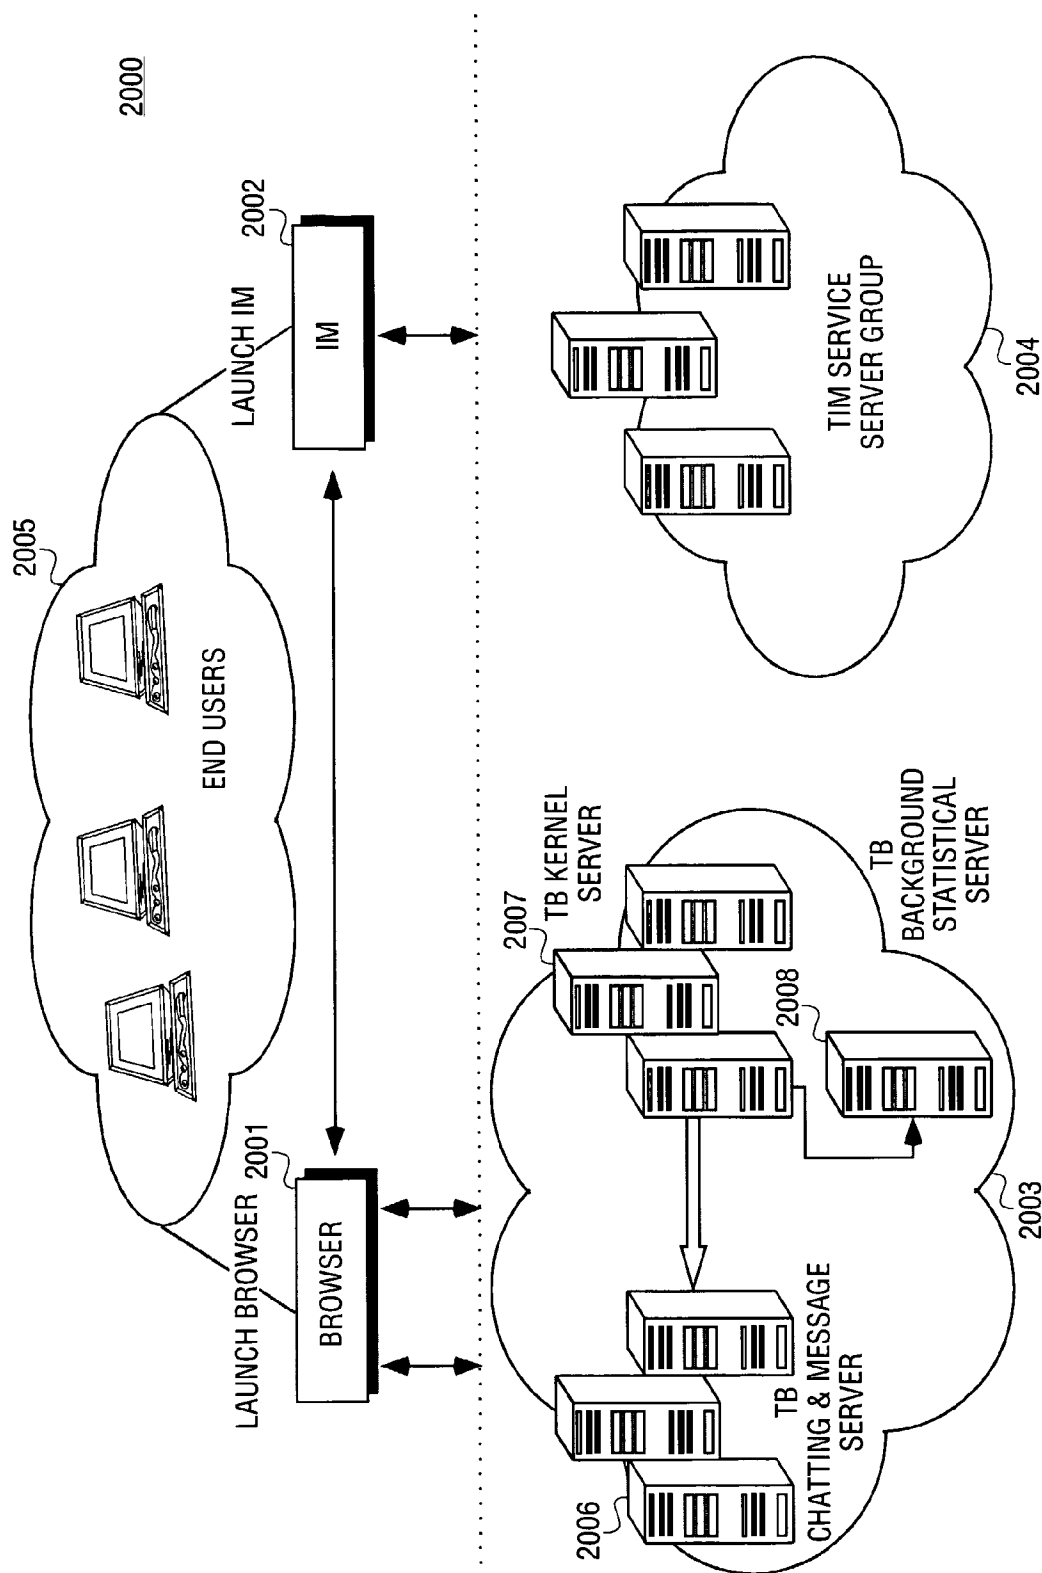 2000
2005
END USERS
LAUNCH BROWSER
2001
BROWSER
LAUNCH IM
2002
IM
2007
TB KERNEL
SERVER
2006
TB
CHATTING & MESSAGE
SERVER
2008
TB
BACKGROUND
STATISTICAL
SERVER
2003
TIM SERVICE
SERVER GROUP
2004